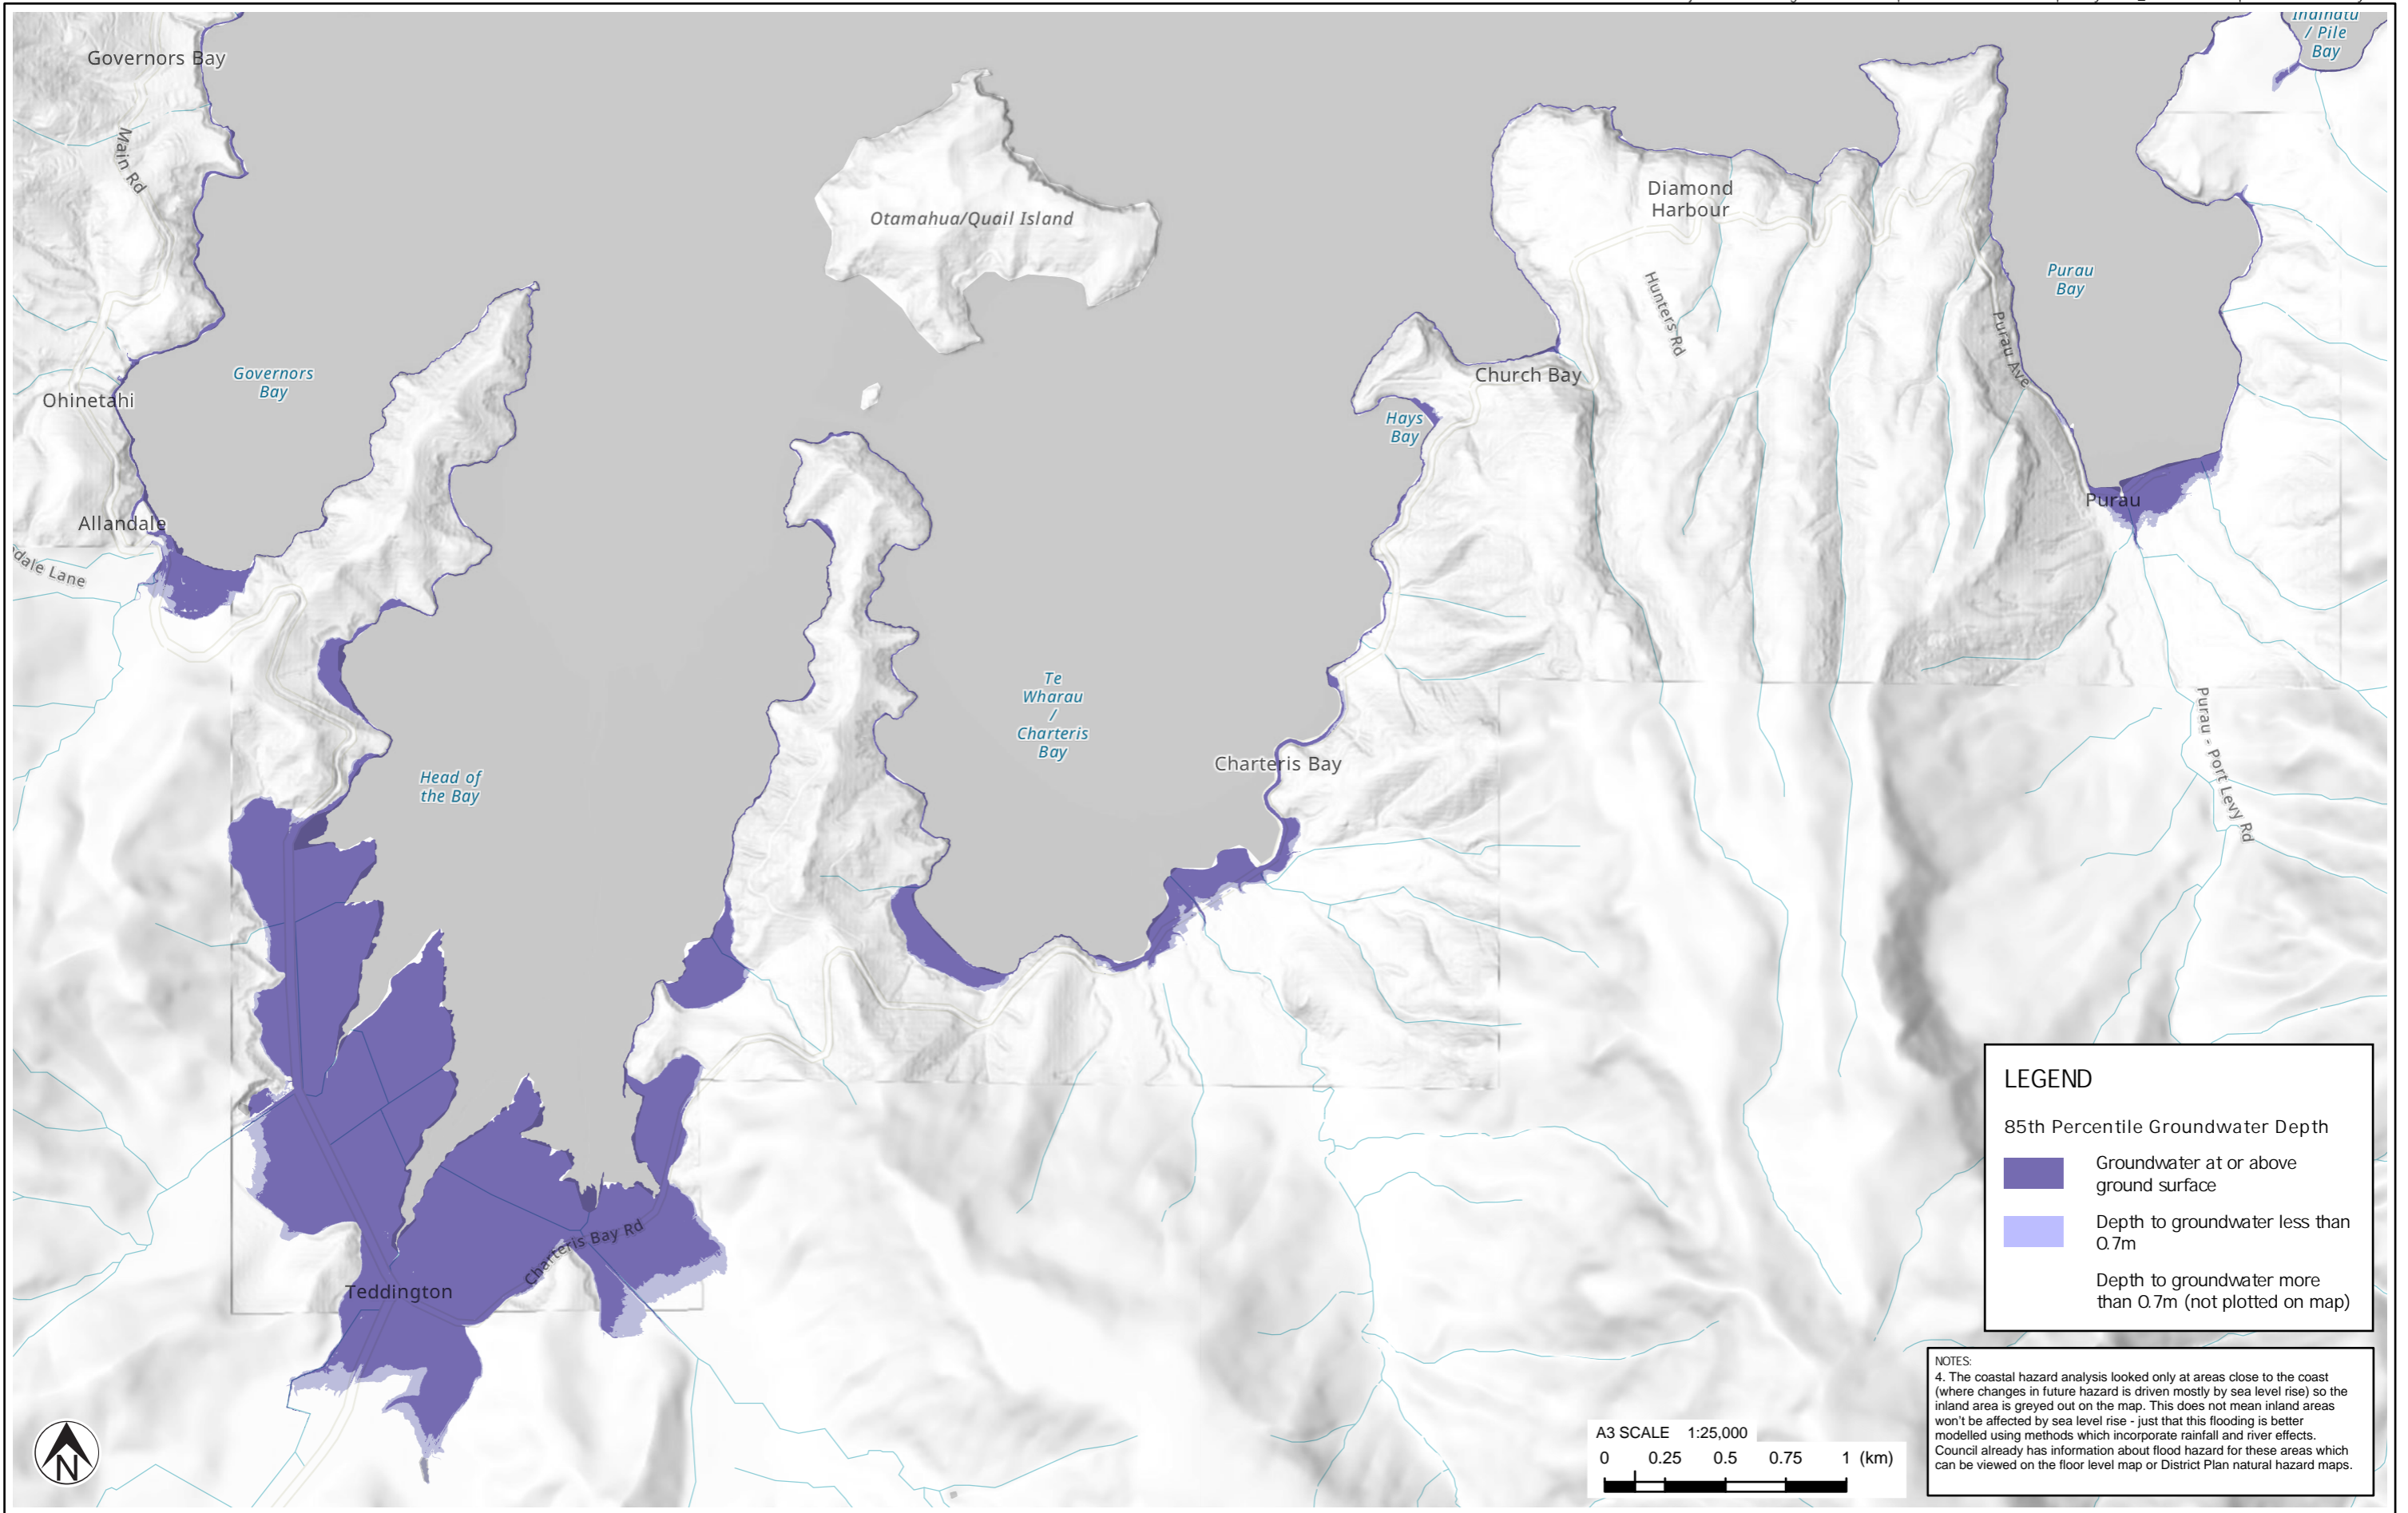 Governors Bay
Main Rd
Otamahua/Quail Island
/ Pile
Bay
Diamond
Harbour
Hunters Rd
Purau
Bay
Purau Ave
Governors
Bay
Ohinetahi
Church Bay
Hays
Bay
Allandale
dale Lane
Purau
Te
Wharau
/
Charteris
Bay
Charteris Bay
Head of
the Bay
Purau - Port Levy Rd
Charteris Bay Rd
Teddington
N
LEGEND
85th Percentile Groundwater Depth
Groundwater at or above
ground surface
Depth to groundwater less than
0.7m
Depth to groundwater more
than 0.7m (not plotted on map)
A3 SCALE 1:25,000
0 0.25 0.5 0.75 1 (km)
NOTES:
4. The coastal hazard analysis looked only at areas close to the coast
(where changes in future hazard is driven mostly by sea level rise) so the
inland area is greyed out on the map. This does not mean inland areas
won't be affected by sea level rise - just that this flooding is better
modelled using methods which incorporate rainfall and river effects.
Council already has information about flood hazard for these areas which
can be viewed on the floor level map or District Plan natural hazard maps.